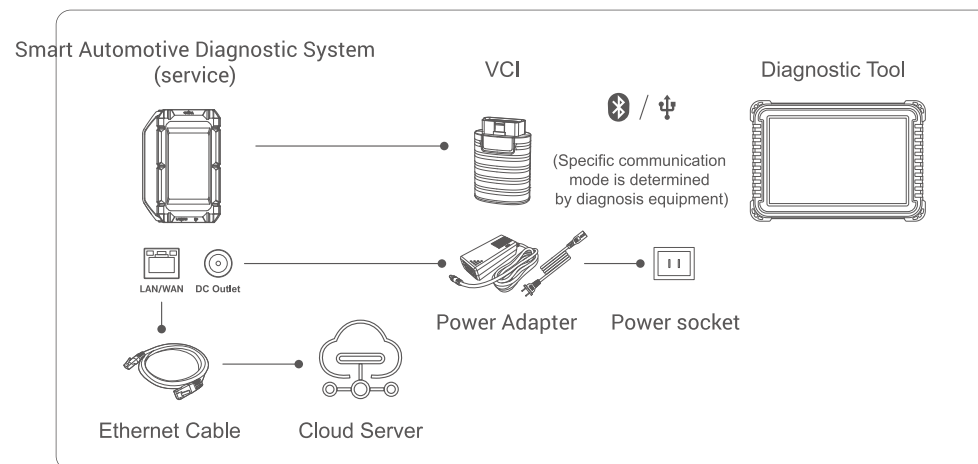 Smart Automotive Diagnostic System
(service)
VCI
Diagnostic Tool
/
(Specific communication
mode is determined
by diagnosis equipment)
LAN/WAN
DC Outlet
Power Adapter
Power socket
Ethernet Cable
Cloud Server